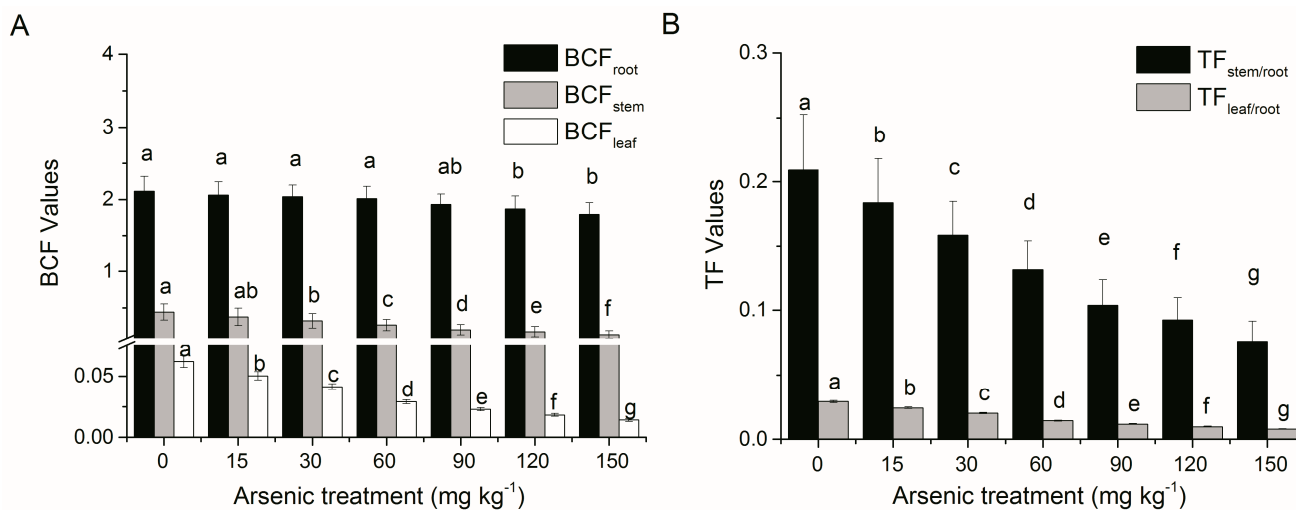 A
BCF Values
4
3
2
1
0.05
0.00
BCFroot
BCFstem
BCFleaf
a a a a ab b b
a ab b c d e f
a b c d e f g
0 15 30 60 90 120 150
Arsenic treatment (mg kg-1)
B
TF Values
0.3
0.2
0.1
0.0
TFstem/root
TFleaf/root
a b c d e f g
a b c d e f g
0 15 30 60 90 120 150
Arsenic treatment (mg kg-1)